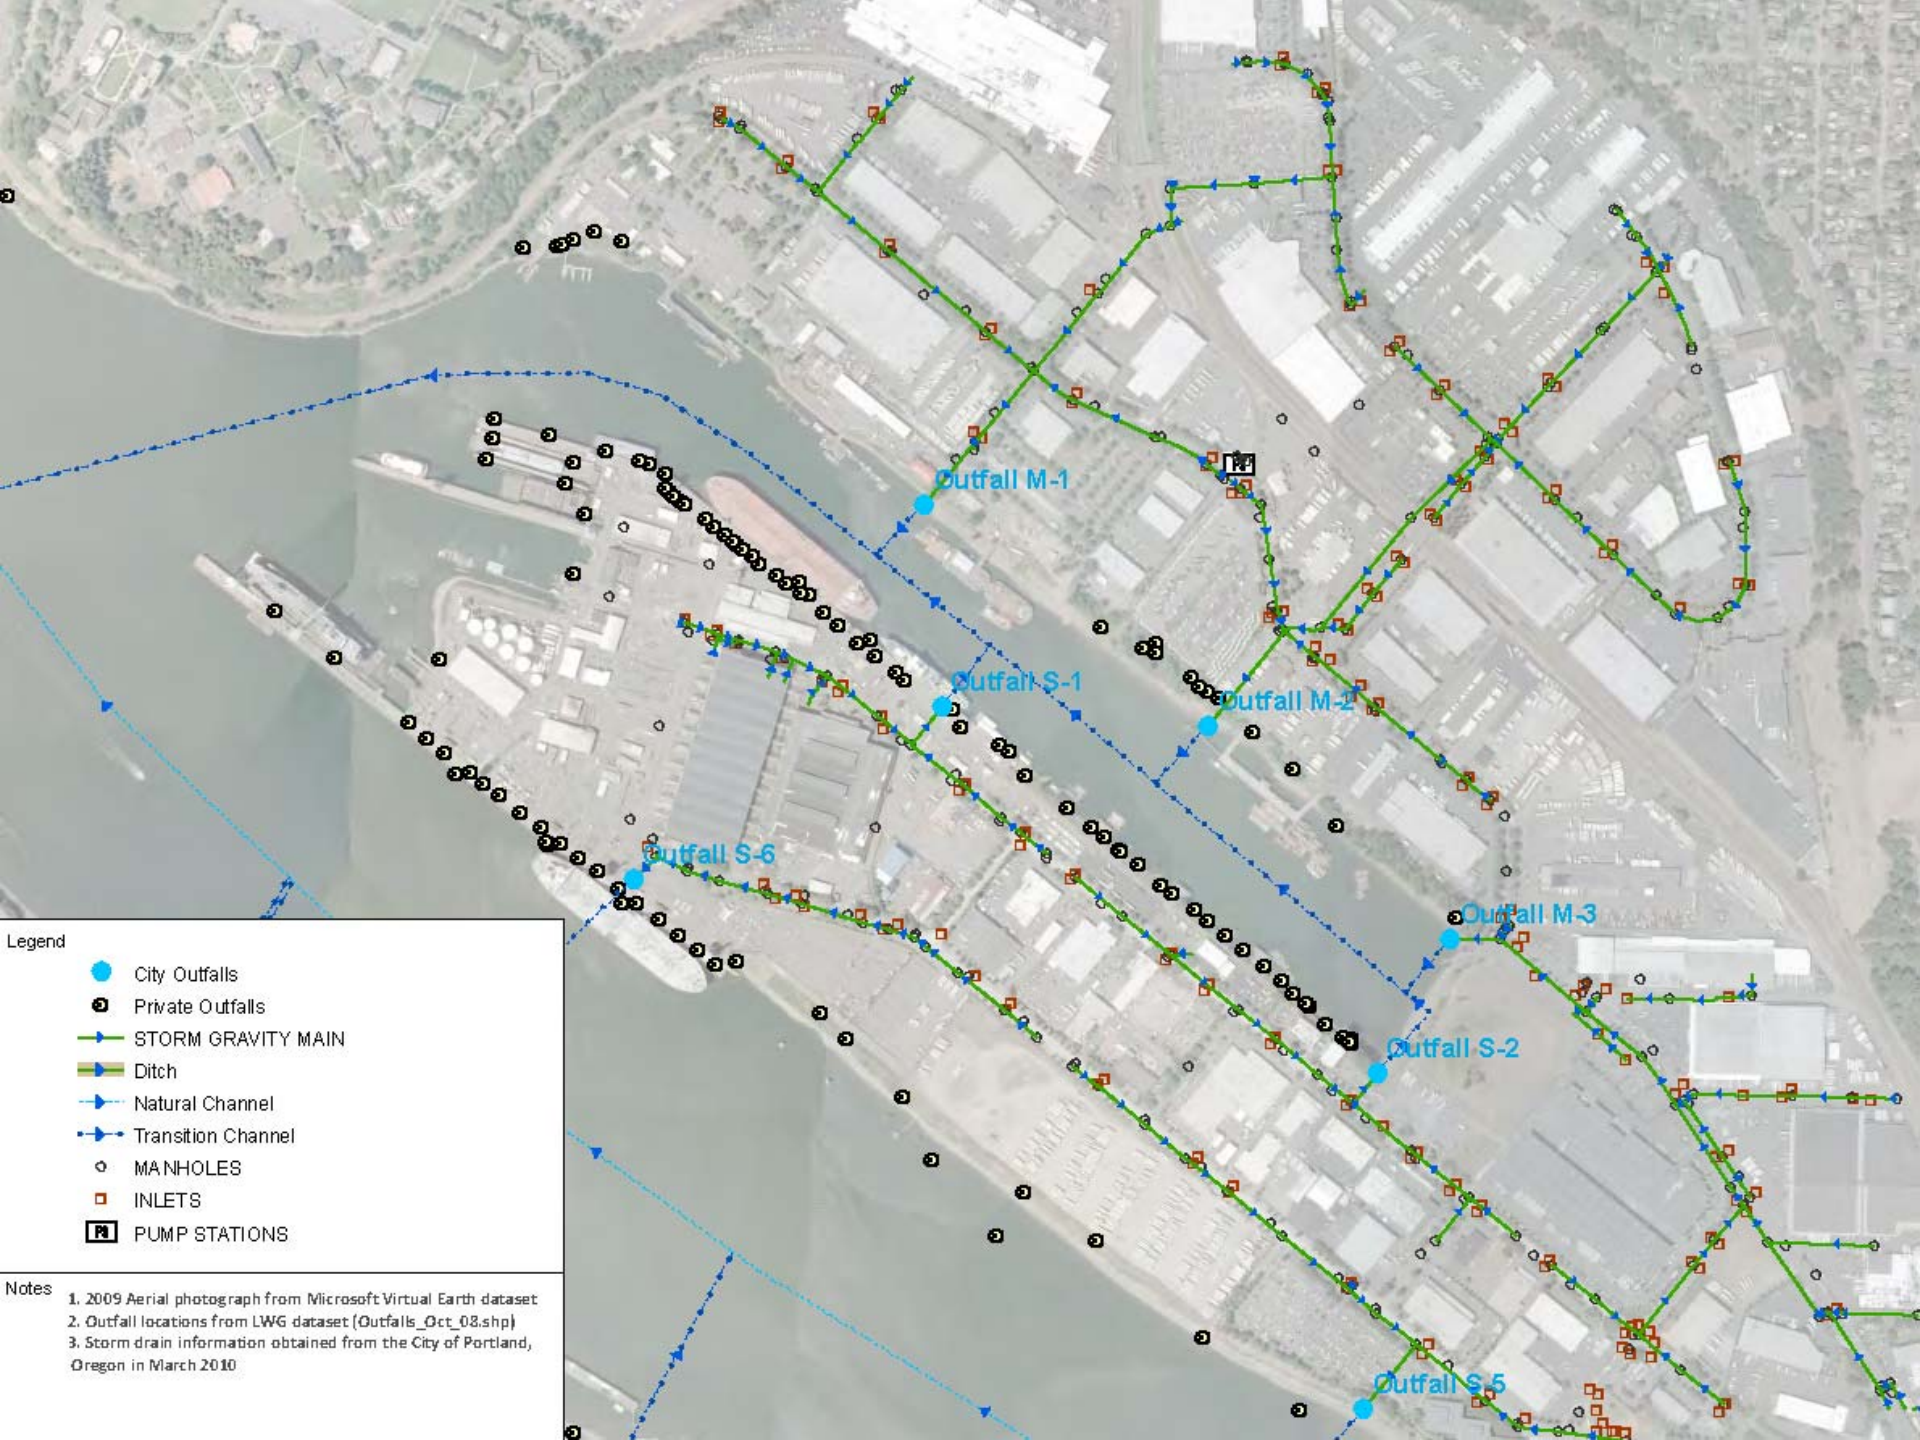 Outfall M-1
Outfall S-1
Outfall M-2
Outfall S-6
Outfall M-3
Outfall S-2
Outfall S-5
PS
Legend
City Outfalls
Private Outfalls
STORM GRAVITY MAIN
Ditch
Natural Channel
Transition Channel
MANHOLES
INLETS
PS PUMP STATIONS
Notes
1. 2009 Aerial photograph from Microsoft Virtual Earth dataset
2. Outfall locations from LWG dataset (Outfalls_Oct_08.shp)
3. Storm drain information obtained from the City of Portland,
Oregon in March 2010